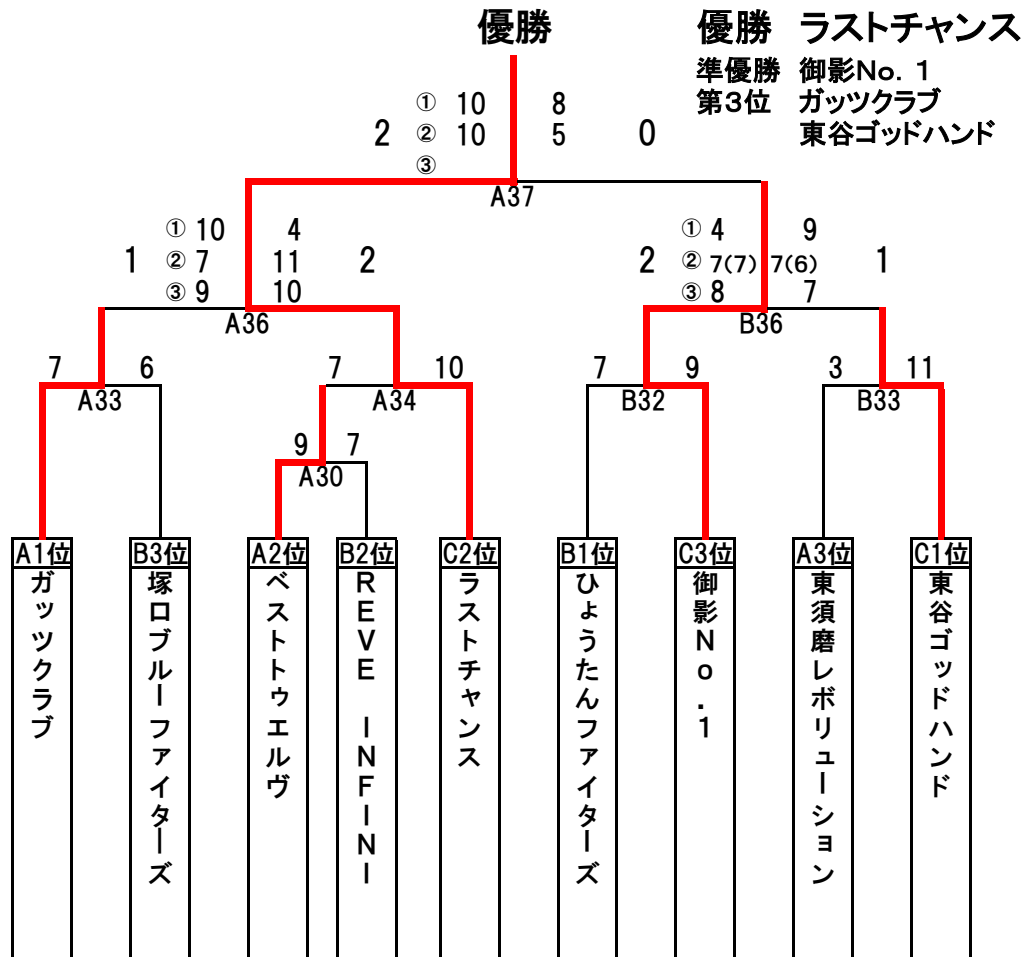 優勝
優勝 ラストチャンス
準優勝 御影No. 1
第3位 ガッツクラブ
東谷ゴッドハンド
① 10 8
2 ② 10 5 0
③
A37
① 10 4
1 ② 7 11 2
③ 9 10
A36
① 4 9
2 ② 7(7) 7(6) 1
③ 8 7
B36
7 6
A33
7 10
A34
7 9
B32
3 11
B33
9 7
A30
A1位
ガッツクラブ
B3位
塚口ブルーファイターズ
A2位
ベストトゥエルヴ
B2位
REVE INFINI
C2位
ラストチャンス
B1位
ひょうたんファイターズ
C3位
御影No.1
A3位
東須磨レボリューション
C1位
東谷ゴッドハンド